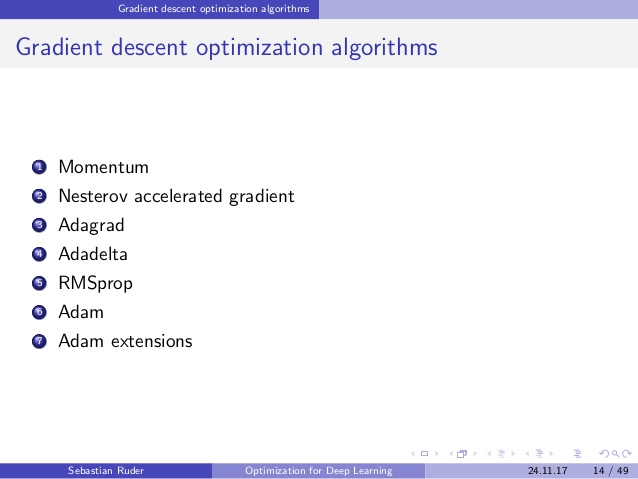 Gradient descent optimization algorithms
Gradient descent optimization algorithms
1 Momentum
2 Nesterov accelerated gradient
3 Adagrad
4 Adadelta
5 RMSprop
6 Adam
7 Adam extensions
Sebastian Ruder Optimization for Deep Learning 24.11.17 14 / 49